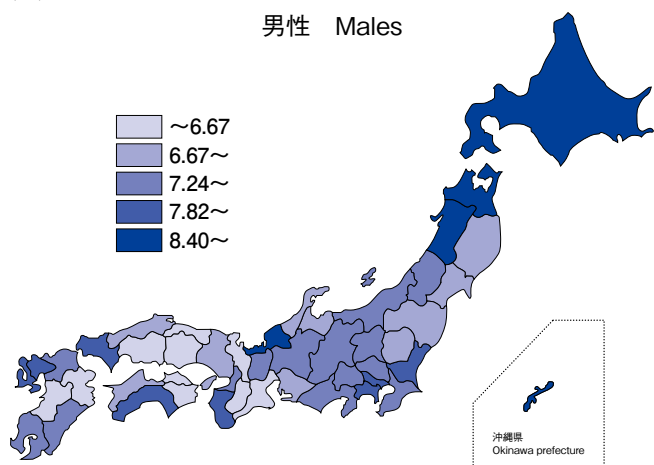 男性 Males
～6.67
6.67～
7.24～
7.82～
8.40～
沖縄県
Okinawa prefecture